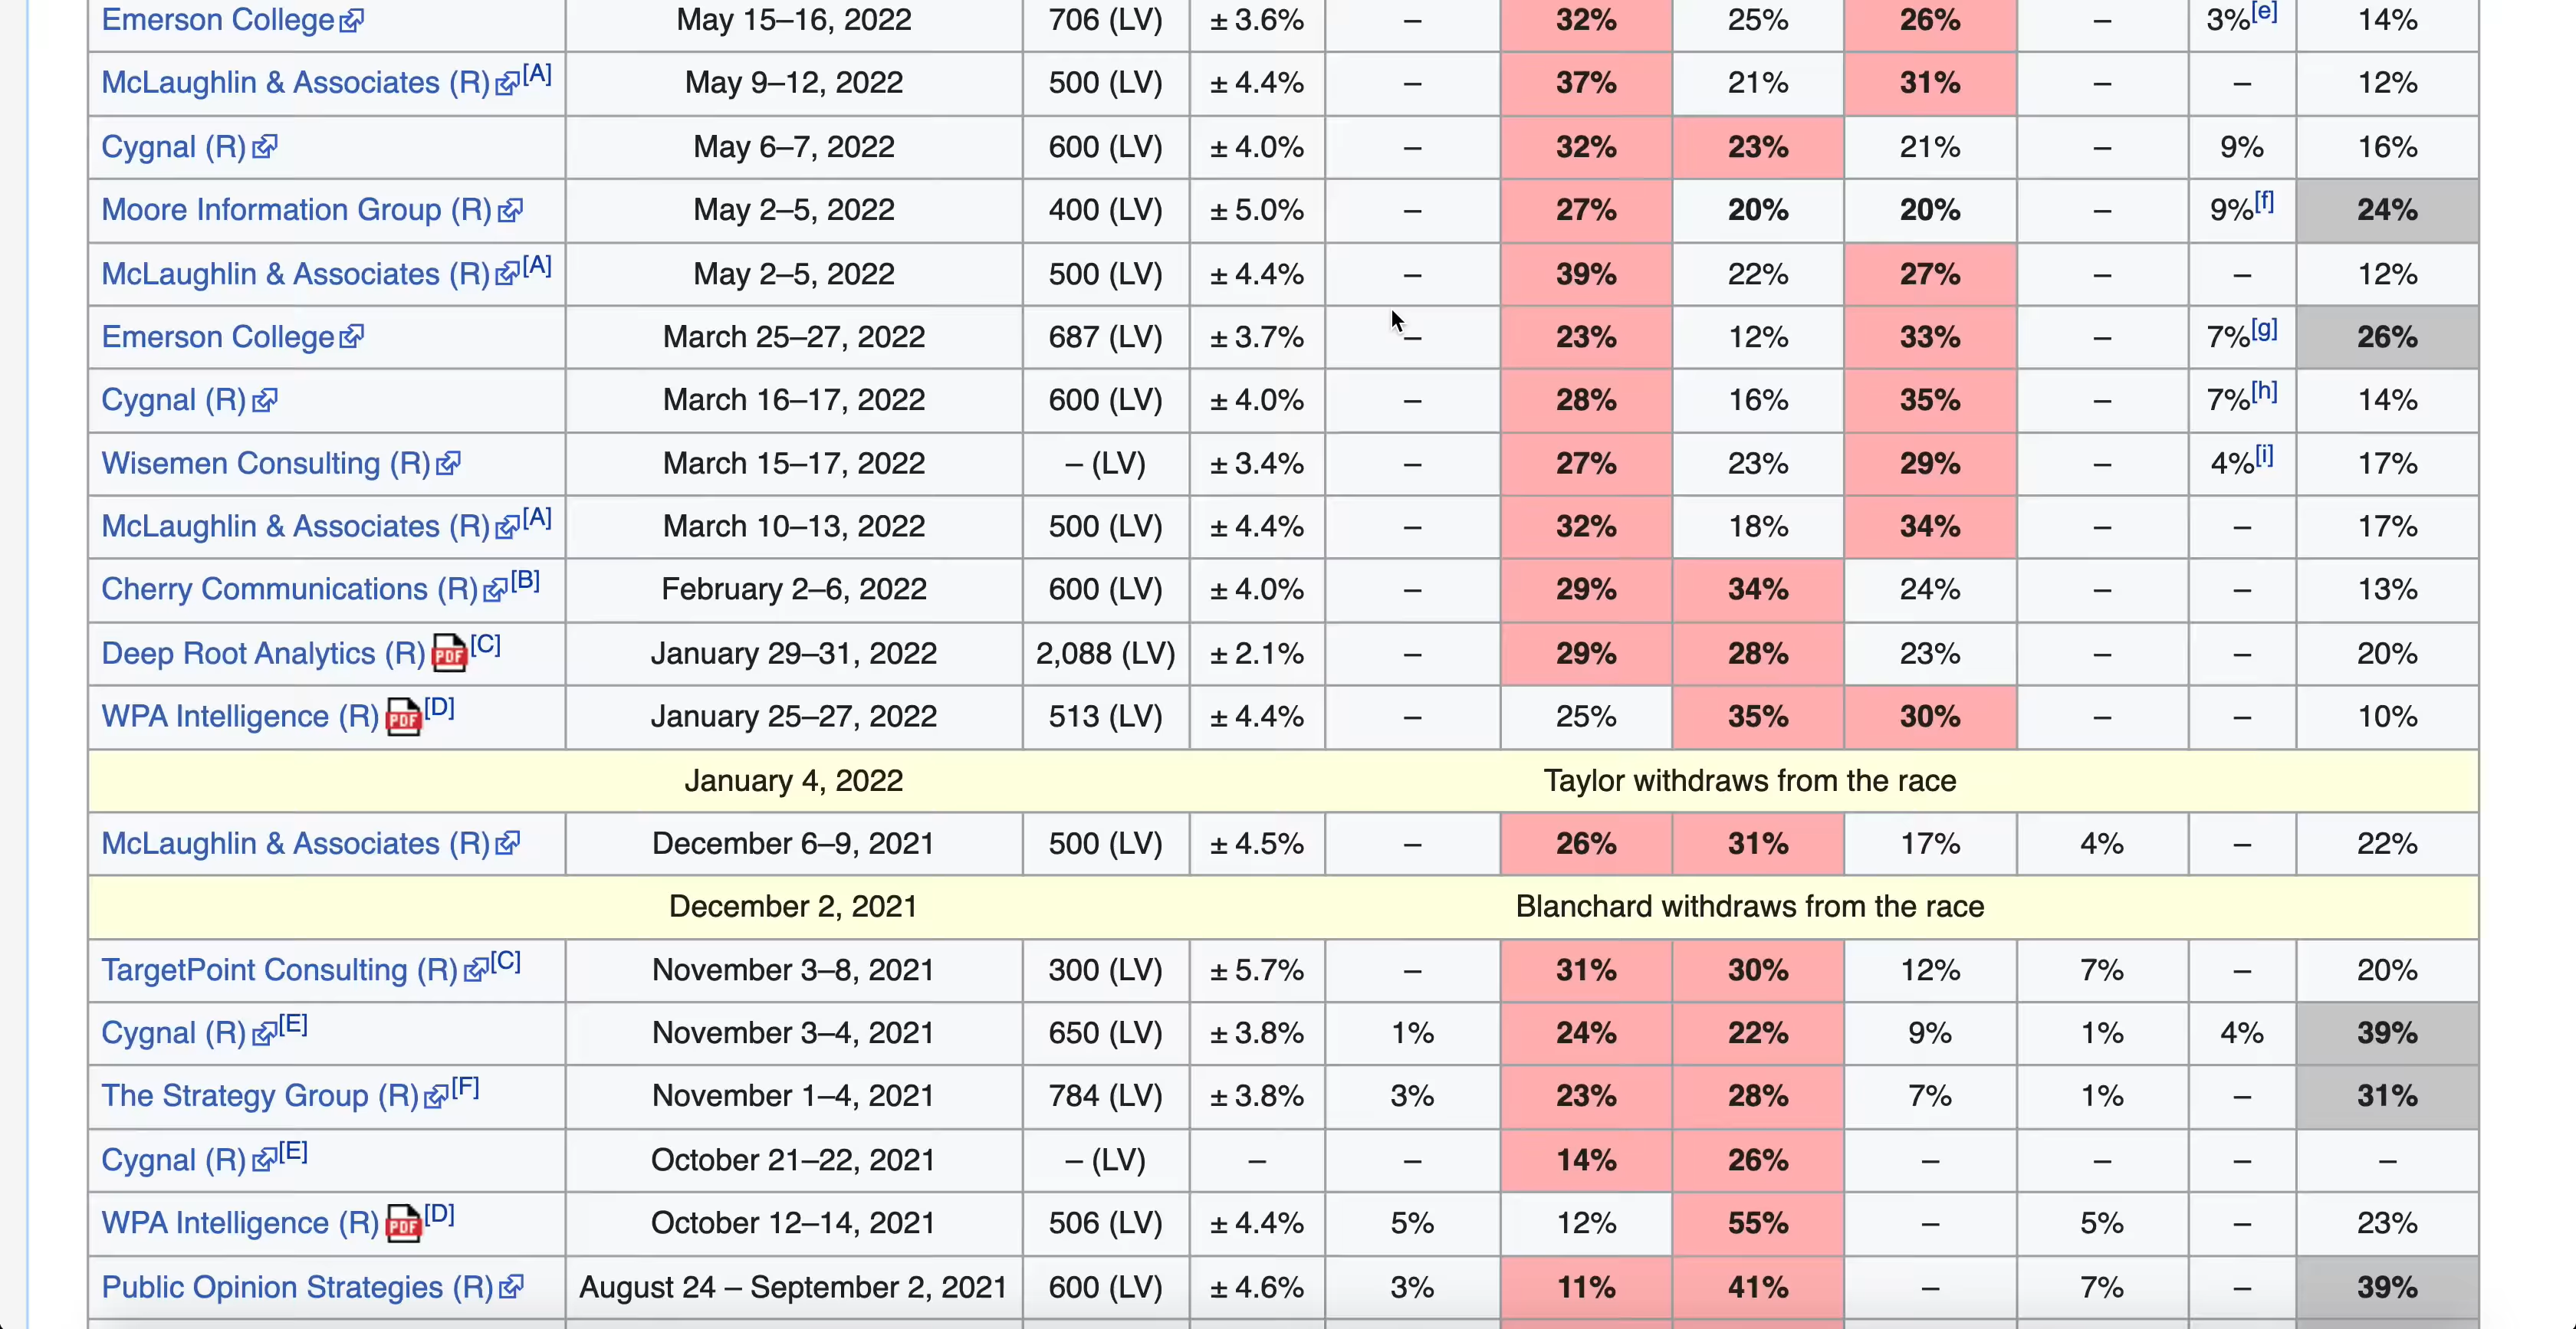 Emerson College May 15–16, 2022 706 (LV) ± 3.6% – 32% 25% 26% – 3%[e] 14%
McLaughlin & Associates (R) [A] May 9–12, 2022 500 (LV) ± 4.4% – 37% 21% 31% – – 12%
Cygnal (R) May 6–7, 2022 600 (LV) ± 4.0% – 32% 23% 21% – 9% 16%
Moore Information Group (R) May 2–5, 2022 400 (LV) ± 5.0% – 27% 20% 20% – 9%[f] 24%
McLaughlin & Associates (R) [A] May 2–5, 2022 500 (LV) ± 4.4% – 39% 22% 27% – – 12%
Emerson College March 25–27, 2022 687 (LV) ± 3.7% – 23% 12% 33% – 7%[g] 26%
Cygnal (R) March 16–17, 2022 600 (LV) ± 4.0% – 28% 16% 35% – 7%[h] 14%
Wisemen Consulting (R) March 15–17, 2022 – (LV) ± 3.4% – 27% 23% 29% – 4%[i] 17%
McLaughlin & Associates (R) [A] March 10–13, 2022 500 (LV) ± 4.4% – 32% 18% 34% – – 17%
Cherry Communications (R) [B] February 2–6, 2022 600 (LV) ± 4.0% – 29% 34% 24% – – 13%
Deep Root Analytics (R) PDF [C] January 29–31, 2022 2,088 (LV) ± 2.1% – 29% 28% 23% – – 20%
WPA Intelligence (R) PDF [D] January 25–27, 2022 513 (LV) ± 4.4% – 25% 35% 30% – – 10%
January 4, 2022 Taylor withdraws from the race
McLaughlin & Associates (R) December 6–9, 2021 500 (LV) ± 4.5% – 26% 31% 17% 4% – 22%
December 2, 2021 Blanchard withdraws from the race
TargetPoint Consulting (R) [C] November 3–8, 2021 300 (LV) ± 5.7% – 31% 30% 12% 7% – 20%
Cygnal (R) [E] November 3–4, 2021 650 (LV) ± 3.8% 1% 24% 22% 9% 1% 4% 39%
The Strategy Group (R) [F] November 1–4, 2021 784 (LV) ± 3.8% 3% 23% 28% 7% 1% – 31%
Cygnal (R) [E] October 21–22, 2021 – (LV) – – 14% 26% – – – –
WPA Intelligence (R) PDF [D] October 12–14, 2021 506 (LV) ± 4.4% 5% 12% 55% – 5% – 23%
Public Opinion Strategies (R) August 24 – September 2, 2021 600 (LV) ± 4.6% 3% 11% 41% – 7% – 39%